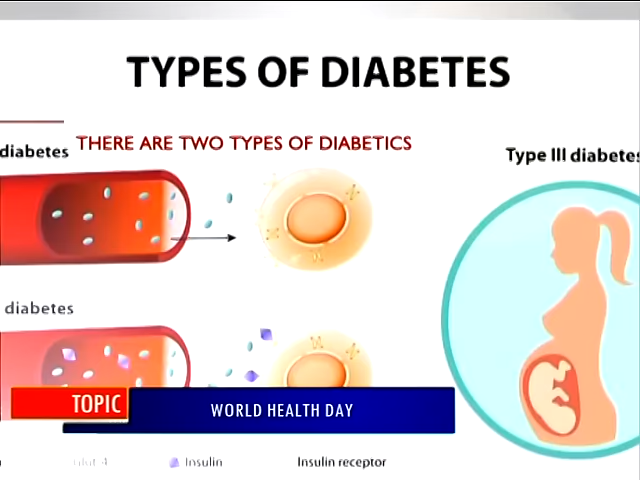 TYPES OF DIABETES
THERE ARE TWO TYPES OF DIABETICS
diabetes
Type III diabetes
diabetes
TOPIC
WORLD HEALTH DAY
Insulin
Insulin receptor